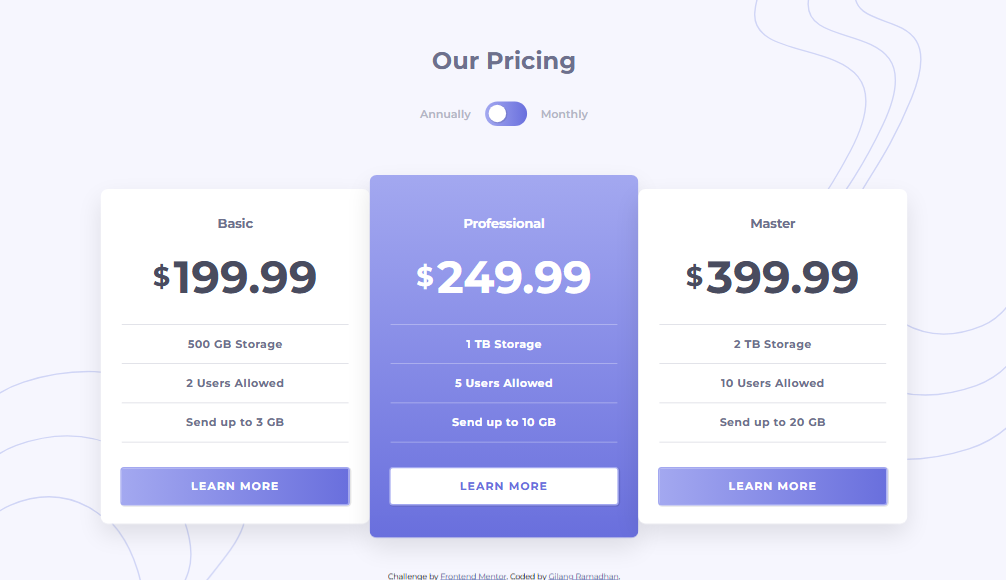 Our Pricing
Annually
Monthly
Basic
$199.99
500 GB Storage
2 Users Allowed
Send up to 3 GB
LEARN MORE
Professional
$249.99
1 TB Storage
5 Users Allowed
Send up to 10 GB
LEARN MORE
Master
$399.99
2 TB Storage
10 Users Allowed
Send up to 20 GB
LEARN MORE
Challenge by Frontend Mentor. Coded by Gilang Ramadhan.